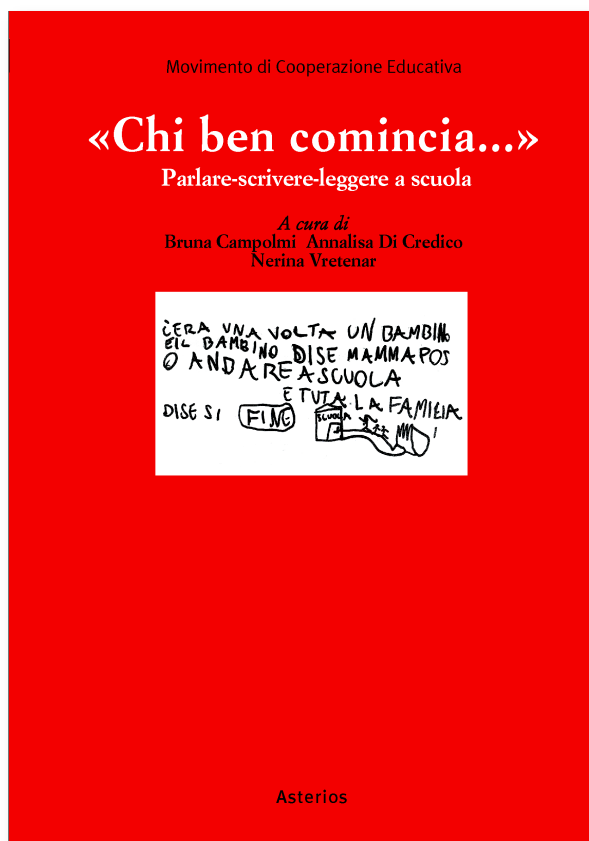 Movimento di Cooperazione Educativa
«Chi ben comincia...»
Parlare-scrivere-leggere a scuola
A cura di
Bruna Campolmi Annalisa Di Credico
Nerina Vretenar
C'ERA UNA VOLTA UN BAMBINO
EIL BAMBINO DISE MAMMA POS
O ANDARE A SCUOLA
E TUTA LA FAMILIA
DISE SI FINE
SCUOLA
Asterios